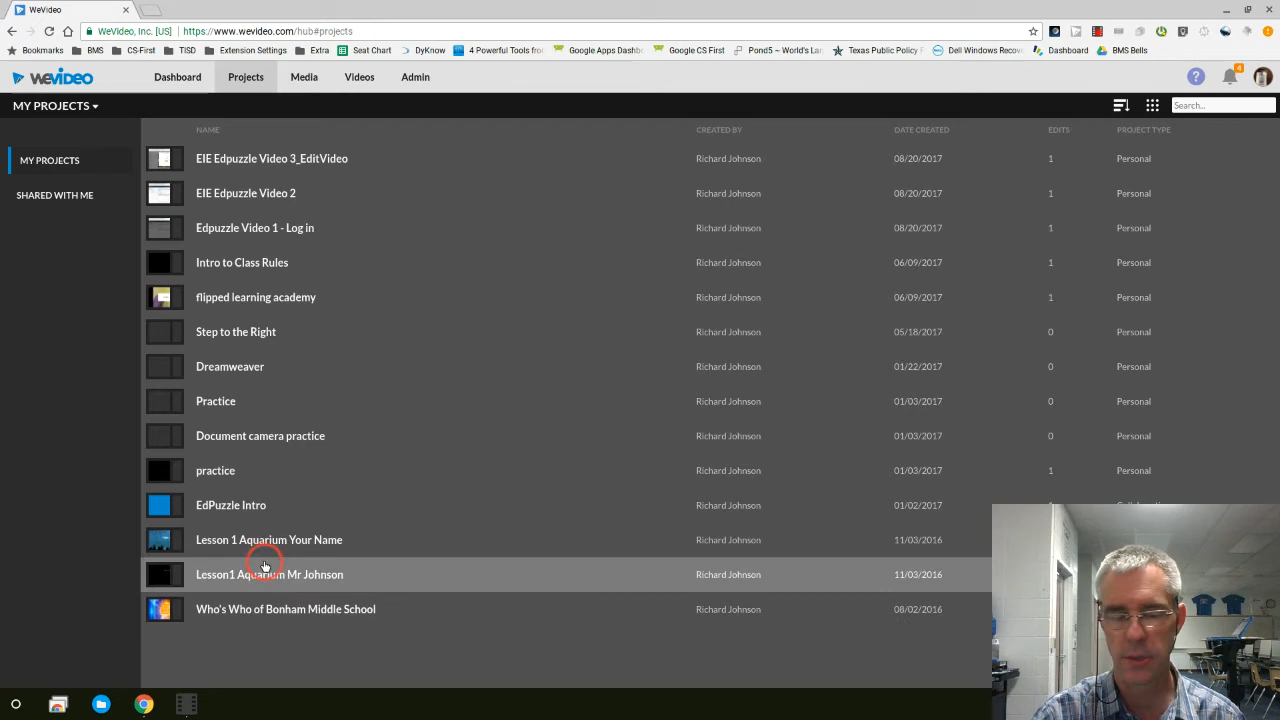 WeVideo
WeVideo, Inc. [US] https://www.wevideo.com/hub#projects
Bookmarks BMS CS-First TISD Extension Settings Extra Seat Chart DyKnow 4 Powerful Tools fro Google Apps Dashb Google CS First Pond5 ~ World's Lar Texas Public Policy F Dell Windows Recove Dashboard BMS Bells
WeVIDEO Dashboard Projects Media Videos Admin ? 4
MY PROJECTS Search...
NAME CREATED BY DATE CREATED EDITS PROJECT TYPE
MY PROJECTS
SHARED WITH ME
EIE Edpuzzle Video 3_EditVideo Richard Johnson 08/20/2017 1 Personal
EIE Edpuzzle Video 2 Richard Johnson 08/20/2017 1 Personal
Edpuzzle Video 1 - Log in Richard Johnson 08/20/2017 1 Personal
Intro to Class Rules Richard Johnson 06/09/2017 1 Personal
flipped learning academy Richard Johnson 06/09/2017 1 Personal
Step to the Right Richard Johnson 05/18/2017 0 Personal
Dreamweaver Richard Johnson 01/22/2017 0 Personal
Practice Richard Johnson 01/03/2017 0 Personal
Document camera practice Richard Johnson 01/03/2017 0 Personal
practice Richard Johnson 01/03/2017 1 Personal
EdPuzzle Intro Richard Johnson 01/02/2017
Lesson 1 Aquarium Your Name Richard Johnson 11/03/2016
Lesson1 Aquarium Mr Johnson Richard Johnson 11/03/2016
Who's Who of Bonham Middle School Richard Johnson 08/02/2016